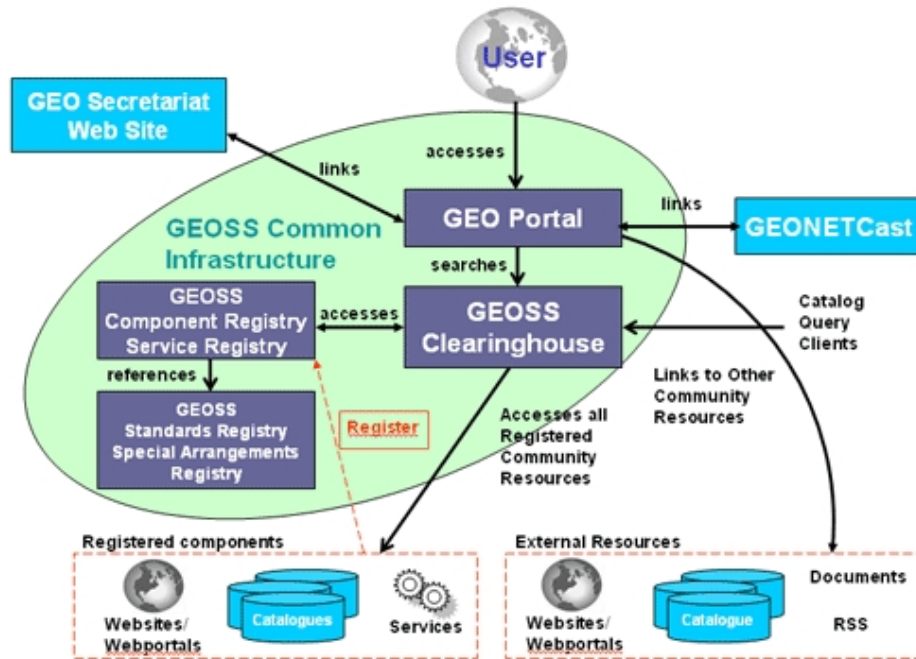 User
GEO Secretariat
Web Site
accesses
links
GEO Portal
links
GEONETCast
GEOSS Common
Infrastructure
searches
GEOSS
Component Registry
Service Registry
accesses
GEOSS
Clearinghouse
Catalog
Query
Clients
references
Links to Other
Community
Resources
GEOSS
Standards Registry
Special Arrangements
Registry
Register
Accesses all
Registered
Community
Resources
Registered components
Websites/
Webportals
Catalogues
Services
External Resources
Websites/
Webportals
Catalogue
Documents
RSS